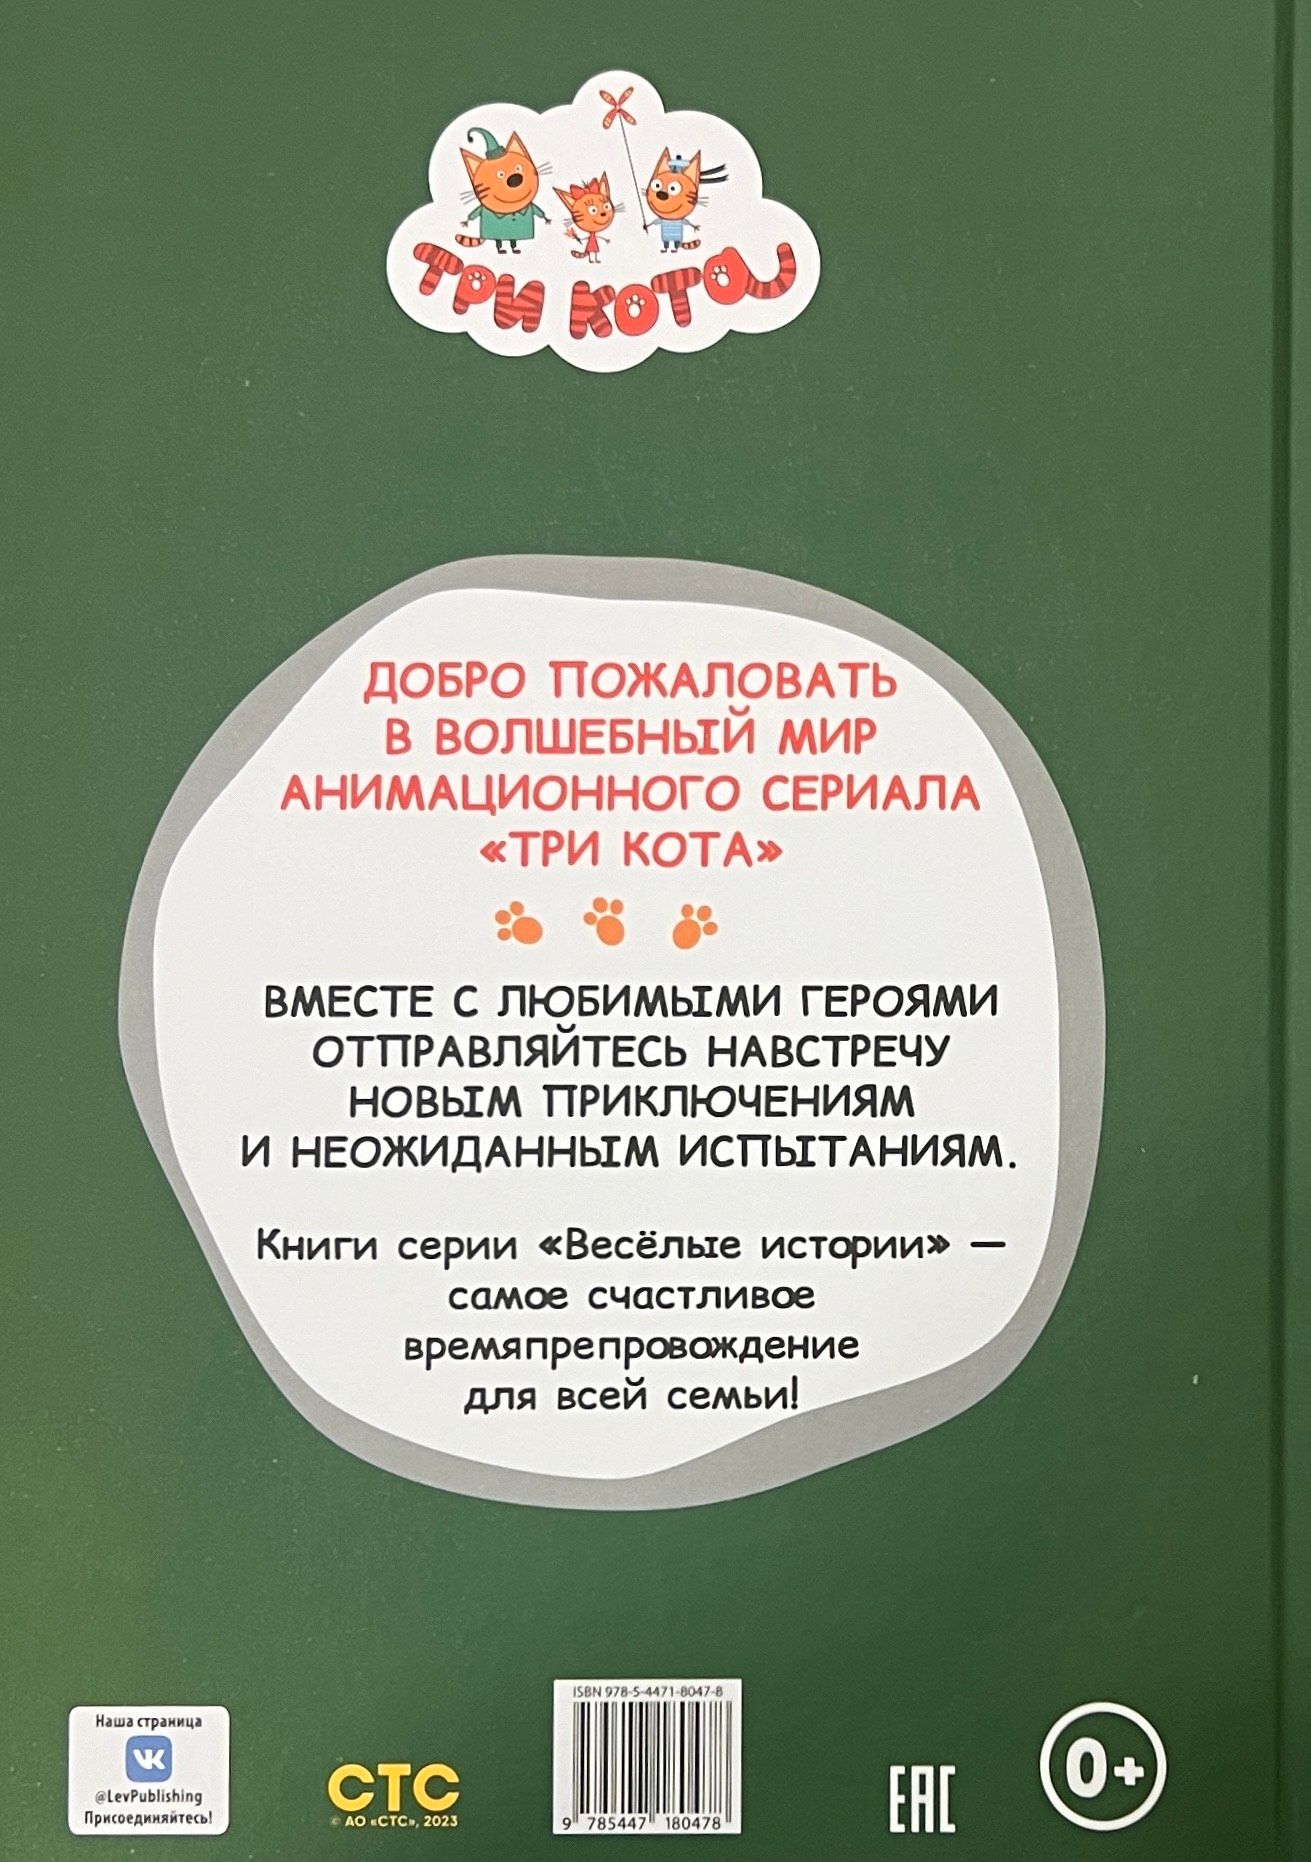 ТРИ КОТА
ДОБРО ПОЖАЛОВАТЬ
В ВОЛШЕБНЫЙ МИР
АНИМАЦИОННОГО СЕРИАЛА
«ТРИ КОТА»
ВМЕСТЕ С ЛЮБИМЫМИ ГЕРОЯМИ
ОТПРАВЛЯЙТЕСЬ НАВСТРЕЧУ
НОВЫМ ПРИКЛЮЧЕНИЯМ
И НЕОЖИДАННЫМ ИСПЫТАНИЯМ.
Книги серии «Весёлые истории» —
самое счастливое
времяпрепровождение
для всей семьи!
Наша страница
@LevPublishing
Присоединяйтесь!
СТС
© АО «СТС», 2023
ISBN 978-5-4471-8047-8
9 785447 180478
ЕАС
0+